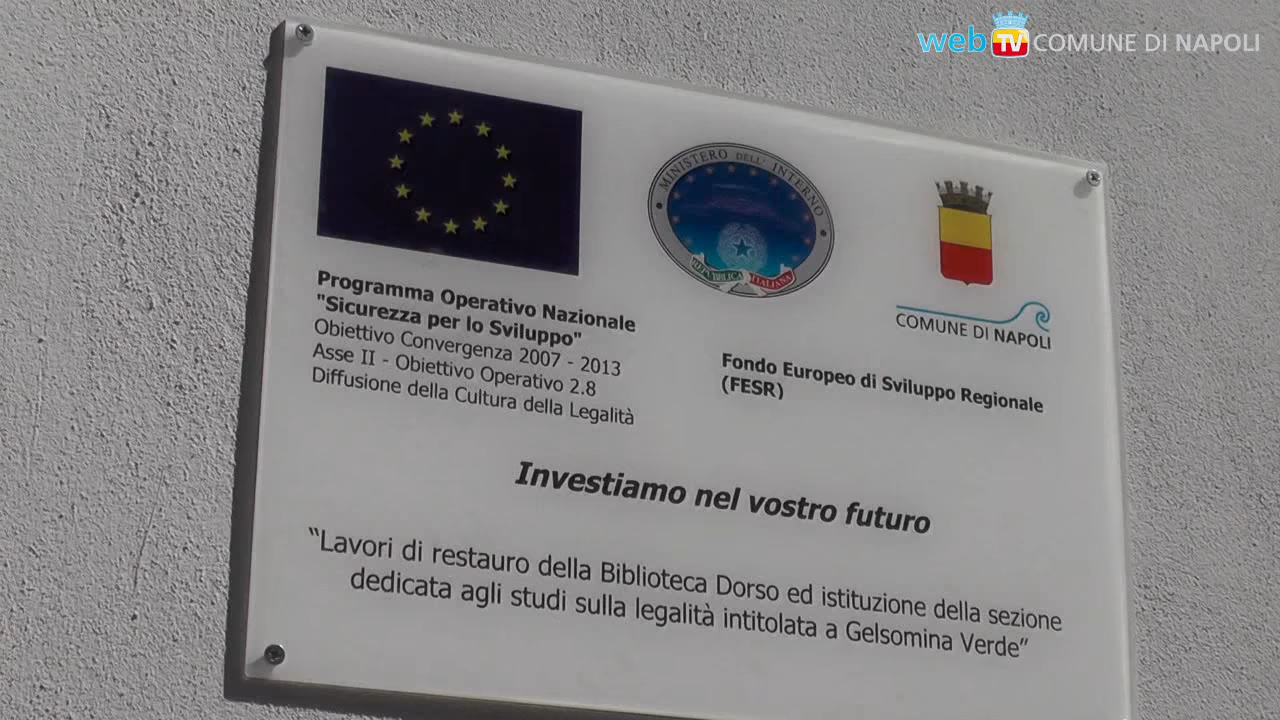 web TV COMUNE DI NAPOLI
MINISTERO DELL' INTERNO
REPUBBLICA ITALIANA
COMUNE DI NAPOLI
Programma Operativo Nazionale
"Sicurezza per lo Sviluppo"
Obiettivo Convergenza 2007 - 2013
Asse II - Obiettivo Operativo 2.8
Diffusione della Cultura della Legalità
Fondo Europeo di Sviluppo Regionale
(FESR)
Investiamo nel vostro futuro
“Lavori di restauro della Biblioteca Dorso ed istituzione della sezione
dedicata agli studi sulla legalità intitolata a Gelsomina Verde”